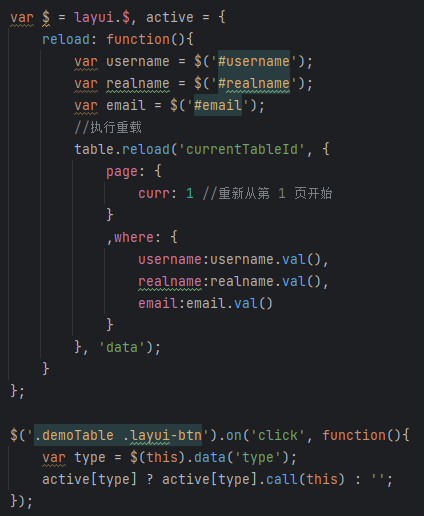 var $ = layui.$, active = {
    reload: function(){
        var username = $('#username');
        var realname = $('#realname');
        var email = $('#email');
        //执行重载
        table.reload('currentTableId', {
            page: {
                curr: 1 //重新从第 1 页开始
            }
            ,where: {
                username:username.val(),
                realname:realname.val(),
                email:email.val()
            }
        }, 'data');
    }
};

$('.demoTable .layui-btn').on('click', function(){
    var type = $(this).data('type');
    active[type] ? active[type].call(this) : '';
});